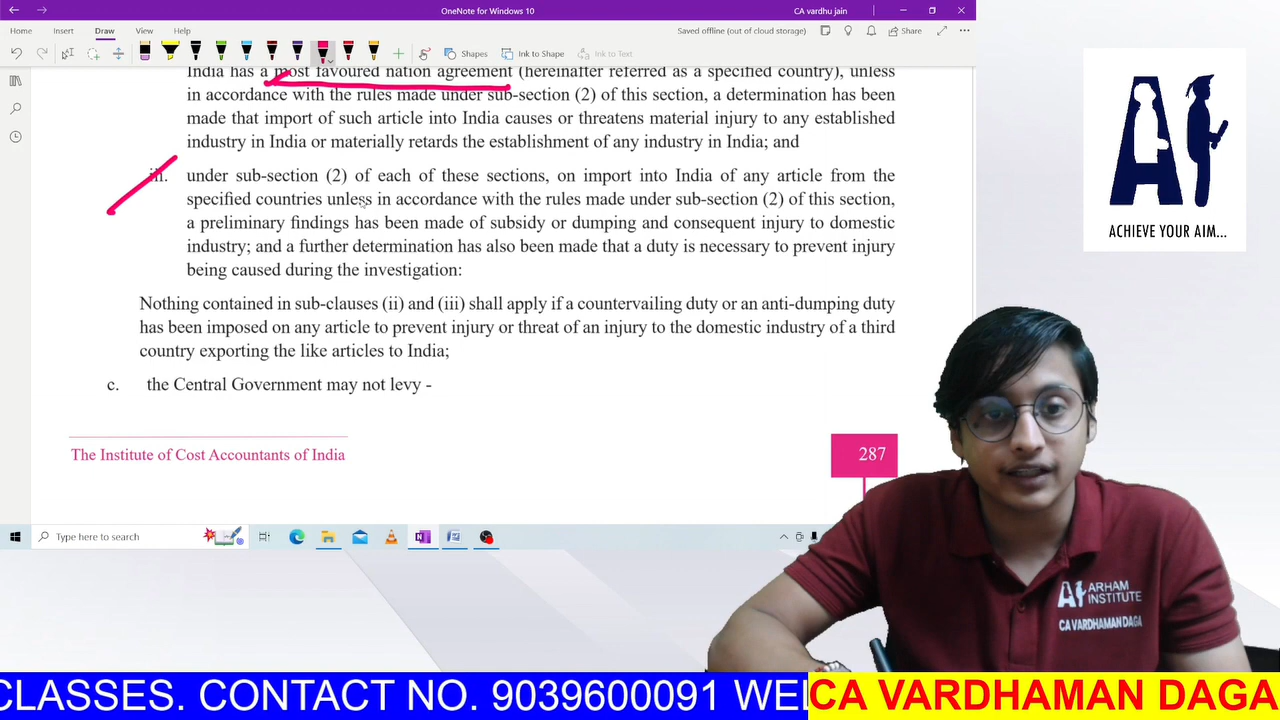 OneNote for Windows 10
CA vardhu jain
Home Insert Draw View Help
Saved offline (out of cloud storage)
Share
Shapes
Ink to Shape
Ink to Text
India has a most favoured nation agreement (hereinafter referred as a specified country), unless
in accordance with the rules made under sub-section (2) of this section, a determination has been
made that import of such article into India causes or threatens material injury to any established
industry in India or materially retards the establishment of any industry in India; and
iii. under sub-section (2) of each of these sections, on import into India of any article from the
specified countries unless in accordance with the rules made under sub-section (2) of this section,
a preliminary findings has been made of subsidy or dumping and consequent injury to domestic
industry; and a further determination has also been made that a duty is necessary to prevent injury
being caused during the investigation:
Nothing contained in sub-clauses (ii) and (iii) shall apply if a countervailing duty or an anti-dumping duty
has been imposed on any article to prevent injury or threat of an injury to the domestic industry of a third
country exporting the like articles to India;
c. the Central Government may not levy -
The Institute of Cost Accountants of India
287
Type here to search
ACHIEVE YOUR AIM...
ARHAM
INSTITUTE
CA VARDHAMAN DAGA
CLASSES. CONTACT NO. 9039600091
CA VARDHAMAN DAGA